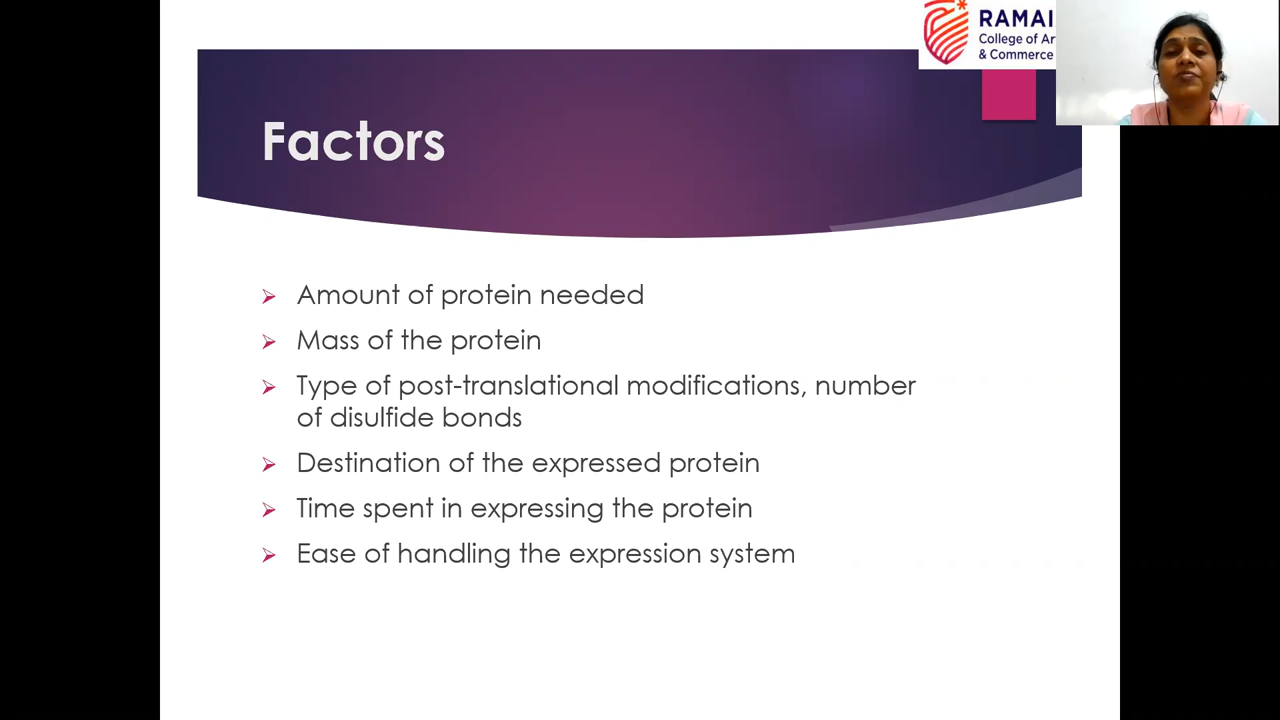 RAMAI
College of Ar
& Commerce
Factors
Amount of protein needed
Mass of the protein
Type of post-translational modifications, number
of disulfide bonds
Destination of the expressed protein
Time spent in expressing the protein
Ease of handling the expression system